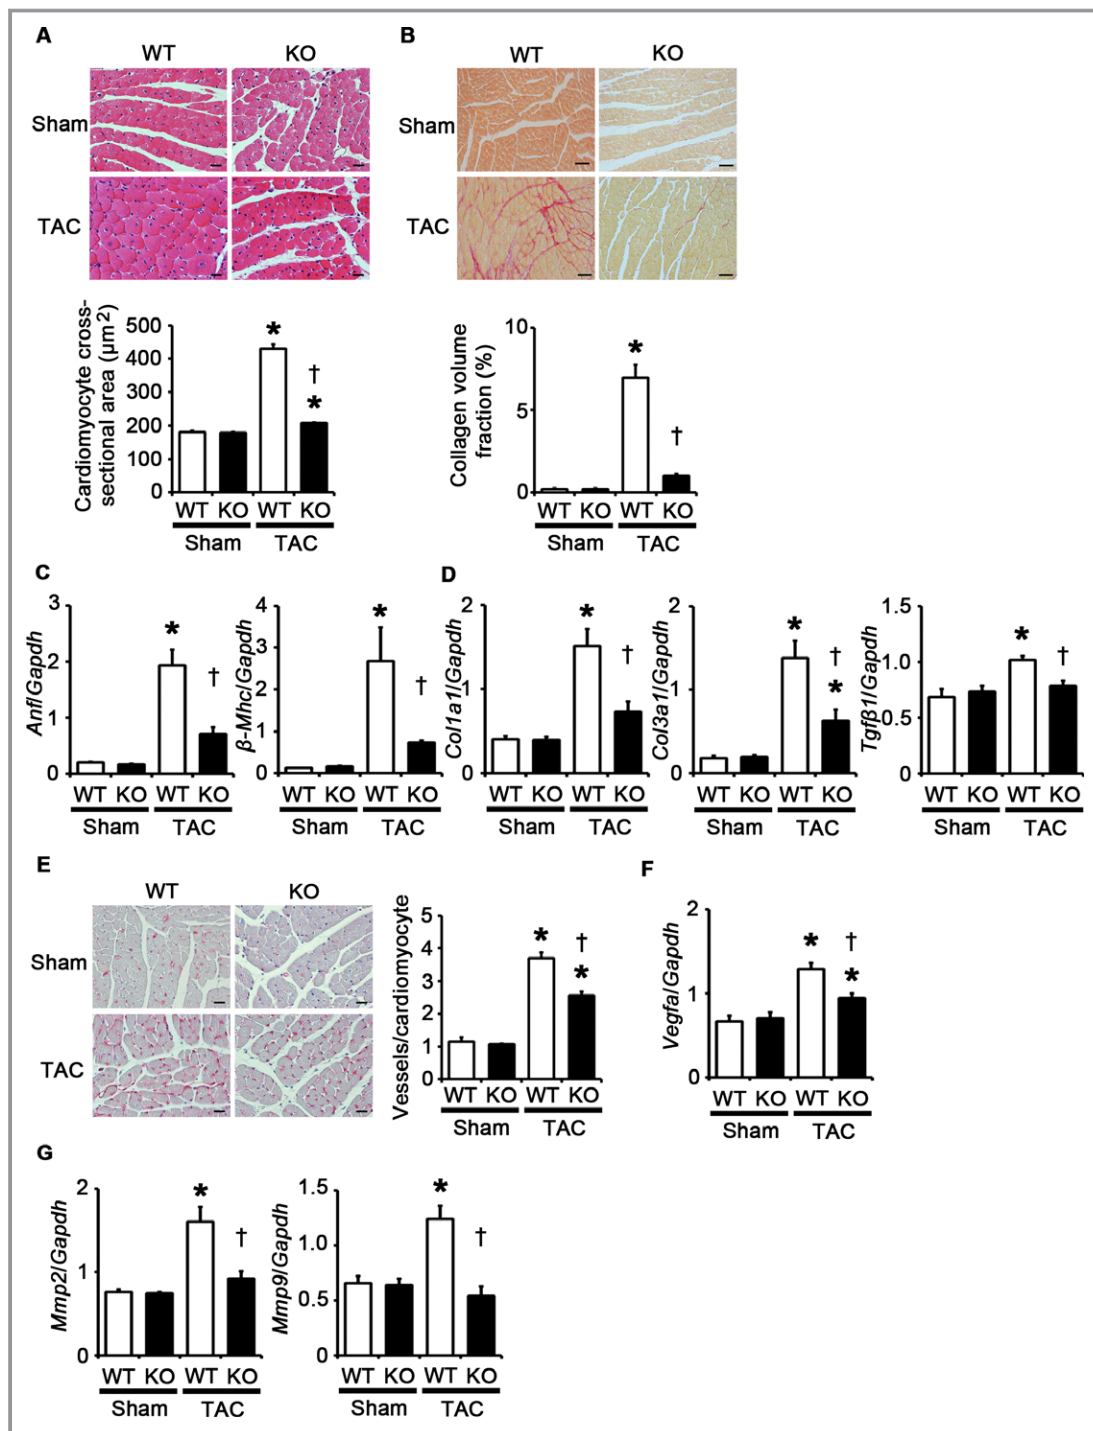 A
WT KO
Sham
TAC
Cardiomyocyte cross-
sectional area (µm²)
500
400
300
200
100
0
*
†
*
WT KO WT KO
Sham TAC
B
WT KO
Sham
TAC
Collagen volume
fraction (%)
10
5
0
*
†
WT KO WT KO
Sham TAC
C
Anf/Gapdh
3
2
1
0
*
†
WT KO WT KO
Sham TAC
β-Mhc/Gapdh
4
3
2
1
0
*
†
WT KO WT KO
Sham TAC
D
Col1a1/Gapdh
2
1
0
*
†
WT KO WT KO
Sham TAC
Col3a1/Gapdh
2
1
0
*
†
*
WT KO WT KO
Sham TAC
Tgfβ1/Gapdh
1.5
1.0
0.5
0
*
†
WT KO WT KO
Sham TAC
E
WT KO
Sham
TAC
Vessels/cardiomyocyte
5
4
3
2
1
0
*
†
*
WT KO WT KO
Sham TAC
F
Vegfa/Gapdh
2
1
0
*
†
*
WT KO WT KO
Sham TAC
G
Mmp2/Gapdh
2
1
0
*
†
WT KO WT KO
Sham TAC
Mmp9/Gapdh
1.5
1.0
0.5
0
*
†
WT KO WT KO
Sham TAC